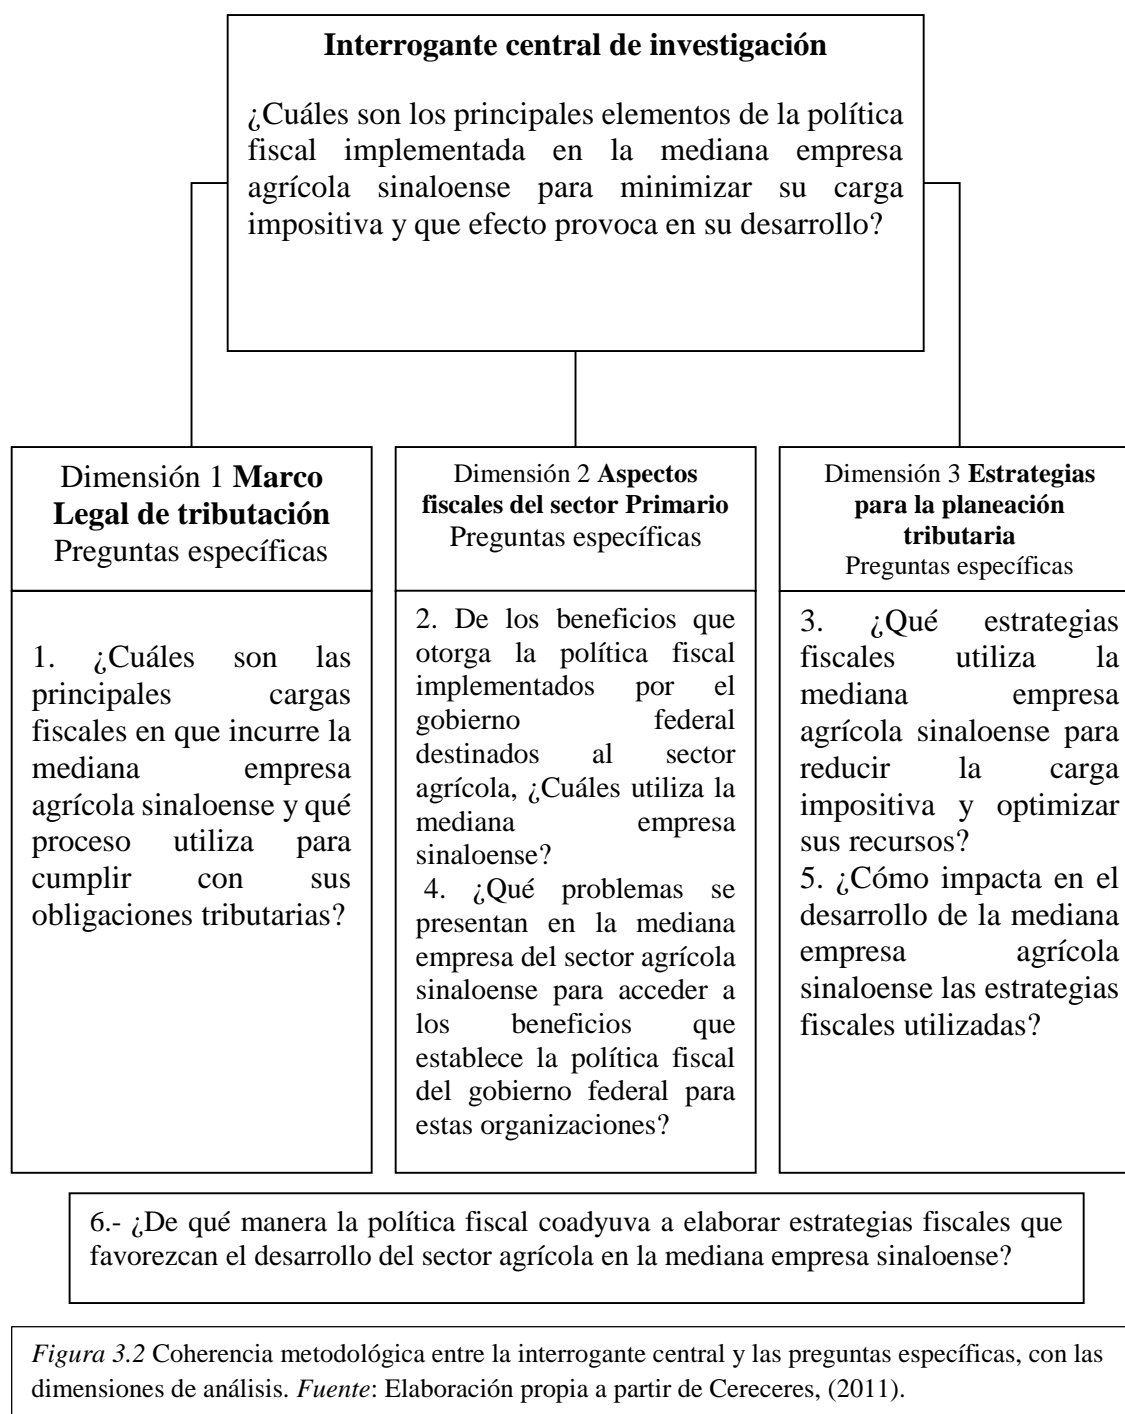 Interrogante central de investigación
¿Cuáles son los principales elementos de la política
fiscal implementada en la mediana empresa
agrícola sinaloense para minimizar su carga
impositiva y que efecto provoca en su desarrollo?
Dimensión 1 Marco
Legal de tributación
Preguntas específicas
1. ¿Cuáles son las
principales cargas
fiscales en que incurre la
mediana empresa
agrícola sinaloense y qué
proceso utiliza para
cumplir con sus
obligaciones tributarias?
Dimensión 2 Aspectos
fiscales del sector Primario
Preguntas específicas
2. De los beneficios que
otorga la política fiscal
implementados por el
gobierno federal
destinados al sector
agrícola, ¿Cuáles utiliza la
mediana empresa
sinaloense?
4. ¿Qué problemas se
presentan en la mediana
empresa del sector agrícola
sinaloense para acceder a
los beneficios que
establece la política fiscal
del gobierno federal para
estas organizaciones?
Dimensión 3 Estrategias
para la planeación
tributaria
Preguntas específicas
3. ¿Qué estrategias
fiscales utiliza la
mediana empresa
agrícola sinaloense para
reducir la carga
impositiva y optimizar
sus recursos?
5. ¿Cómo impacta en el
desarrollo de la mediana
empresa agrícola
sinaloense las estrategias
fiscales utilizadas?
6.- ¿De qué manera la política fiscal coadyuva a elaborar estrategias fiscales que
favorezcan el desarrollo del sector agrícola en la mediana empresa sinaloense?
Figura 3.2 Coherencia metodológica entre la interrogante central y las preguntas específicas, con las
dimensiones de análisis. Fuente: Elaboración propia a partir de Cereceres, (2011).